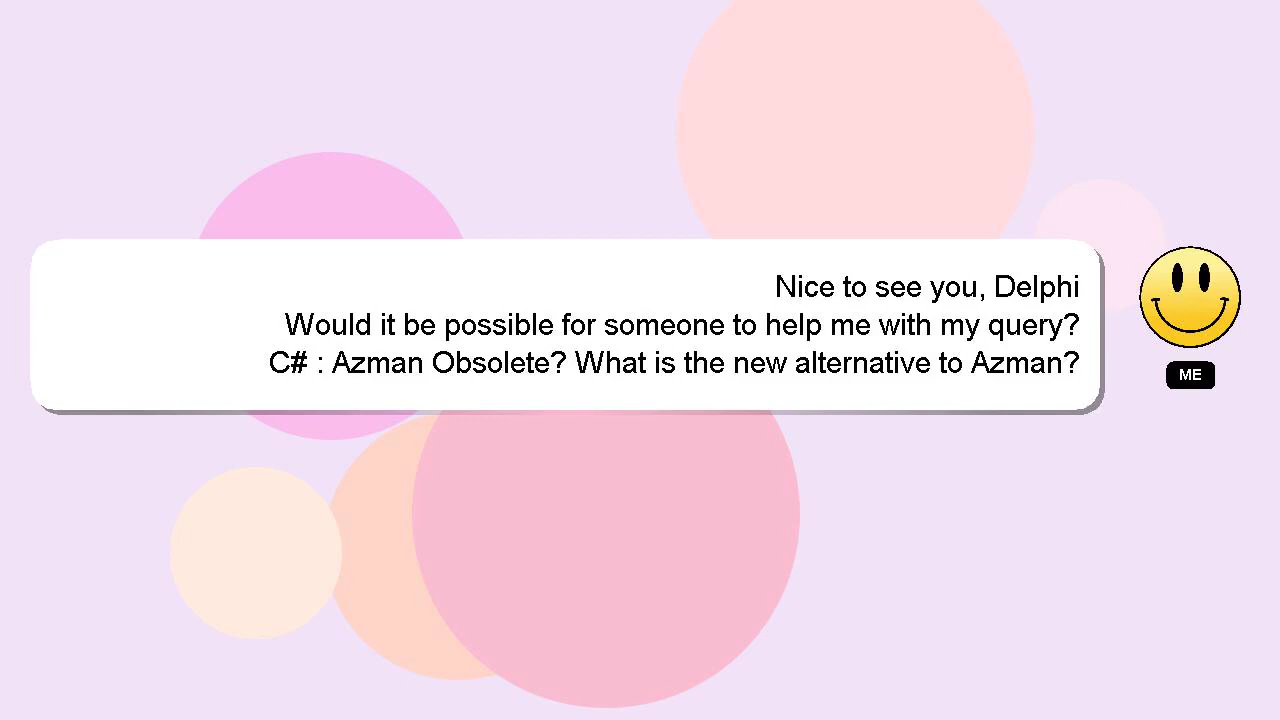 Nice to see you, Delphi
Would it be possible for someone to help me with my query?
C# : Azman Obsolete? What is the new alternative to Azman?
ME